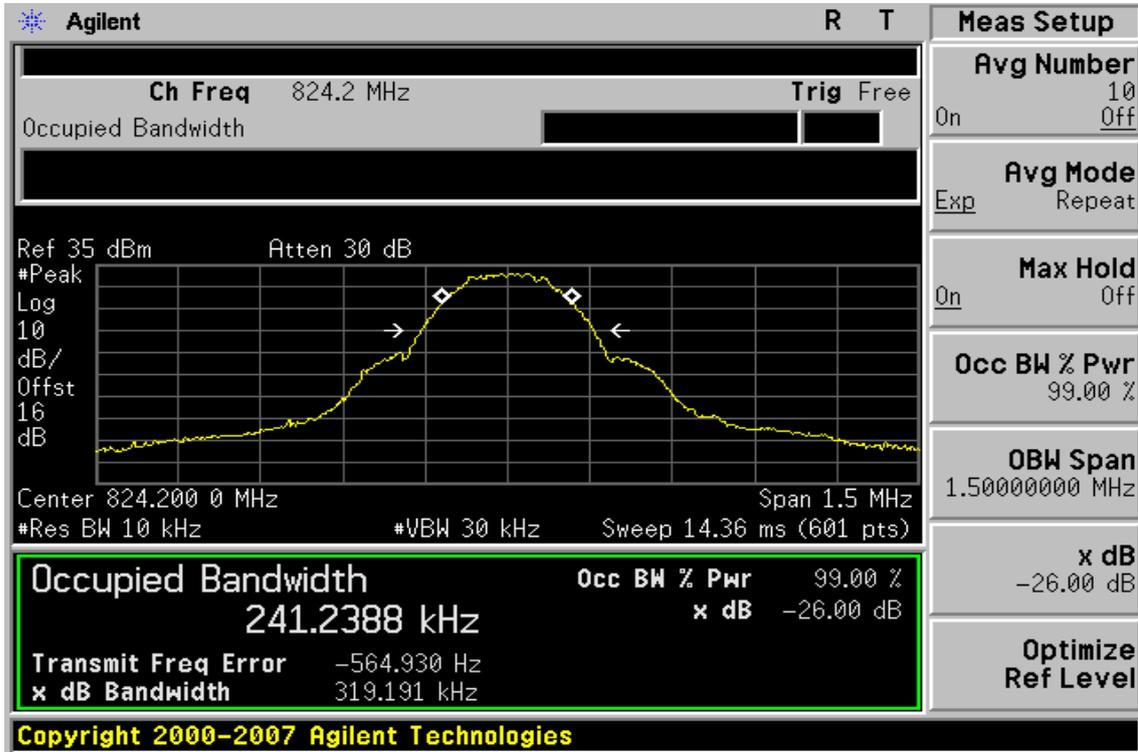 Agilent R T
Ch Freq 824.2 MHz Trig Free
Occupied Bandwidth
Ref 35 dBm Atten 30 dB
#Peak
Log
10
dB/
Offst
16
dB
Center 824.200 0 MHz Span 1.5 MHz
#Res BW 10 kHz #VBW 30 kHz Sweep 14.36 ms (601 pts)
Occupied Bandwidth Occ BW % Pwr 99.00 %
241.2388 kHz x dB -26.00 dB
Transmit Freq Error -564.930 Hz
x dB Bandwidth 319.191 kHz
Copyright 2000-2007 Agilent Technologies
Meas Setup
Avg Number
10
On Off
Avg Mode
Exp Repeat
Max Hold
On Off
Occ BW % Pwr
99.00 %
OBW Span
1.50000000 MHz
x dB
-26.00 dB
Optimize
Ref Level